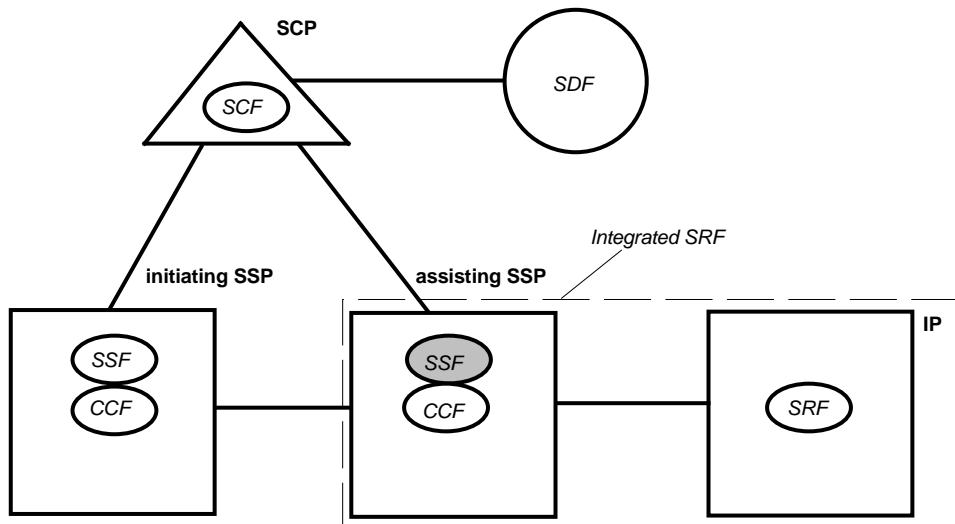 SCP
SDF
SCF
Integrated SRF
initiating SSP
assisting SSP
IP
SSF
SSF
CCF
CCF
SRF